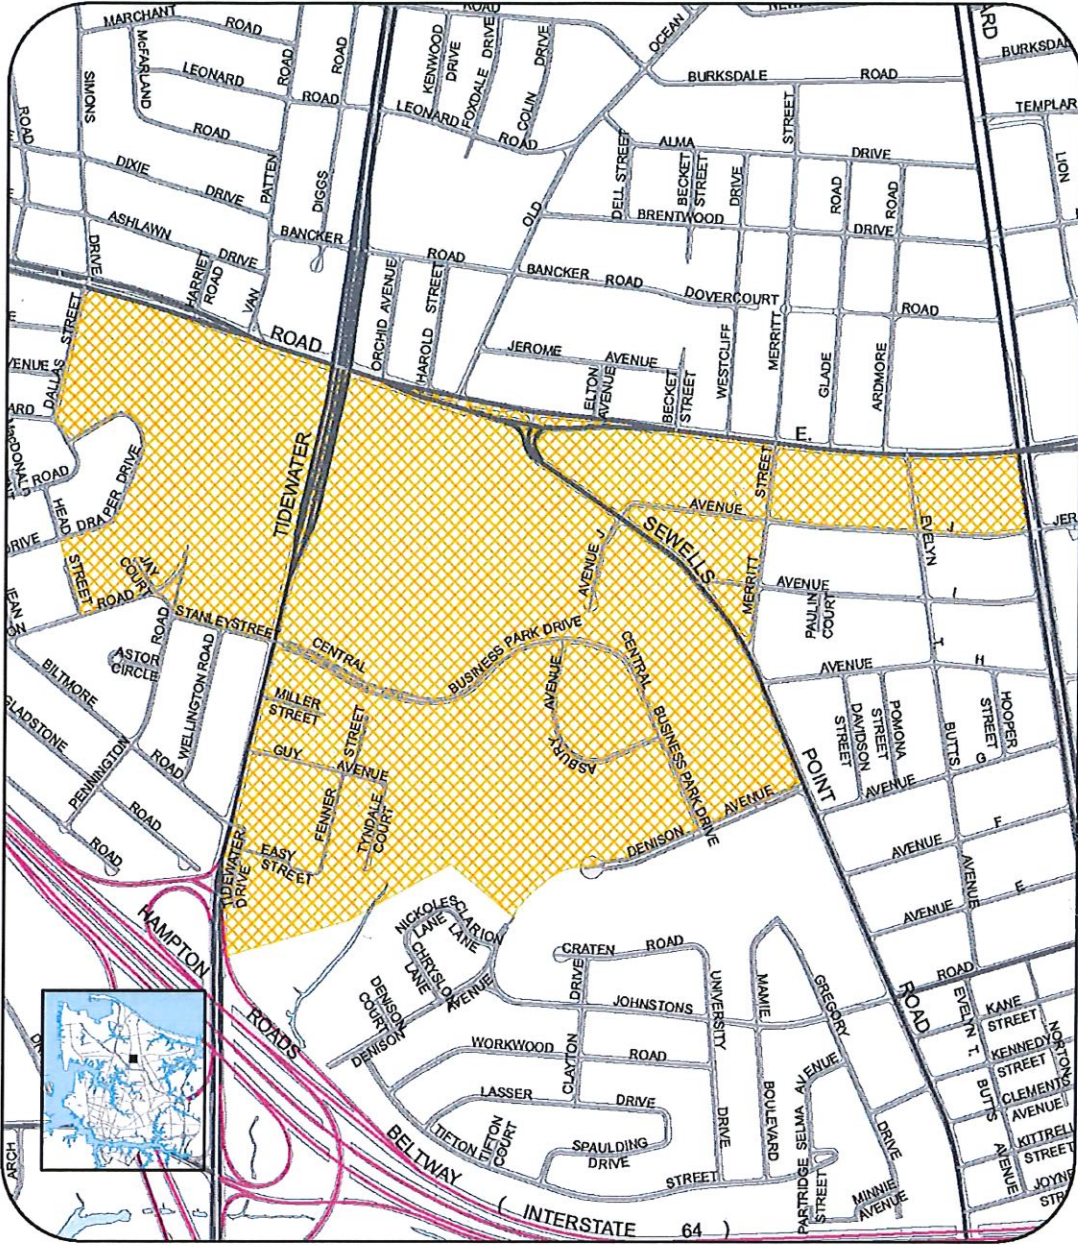 ROAD
MARCHANT ROAD
McFARLAND
SIMONS
DRIVE
LEONARD ROAD
ROAD
ROAD
ROAD
ROAD
DIXIE DRIVE
PATTEN
DIGGS
ASHLAWN DRIVE
HARRIET
ROAD
VAN
BANCKER ROAD
KENWOOD
DRIVE
FOXDALE DRIVE
COLIN DRIVE
LEONARD ROAD
OCEAN
OLD
BURKSDALE ROAD
BURKSDA
TEMPLAR
LION
ALMA DRIVE
STREET
DELL STREET
BECKET
STREET
DRIVE
BRENTWOOD DRIVE
ROAD
ROAD
BANCKER ROAD
DOVERCOURT ROAD
ORCHID AVENUE
HAROLD STREET
JEROME AVENUE
ELTON
AVENUE
BECKET
STREET
WESTCLIFF
MERRITT
GLADE
ARDMORE
ROAD
E.
STREET
DALLAS
MacDONALD
ROAD
HEAD
STREET
DRAPER DRIVE
TIDEWATER
JAY
COURT
ROAD
STANLEY STREET
AVENUE J
AVENUE
SEWELLS
STREET
MERRITT
EVELYN
J
JER
AVENUE I
PAULIN
COURT
T
AVENUE H
ASTOR
CIRCLE
ROAD
WELLINGTON ROAD
BILTMORE
ROAD
GLADSTONE
ROAD
PENNINGTON
ROAD
CENTRAL
BUSINESS PARK DRIVE
CENTRAL
BUSINESS PARK DRIVE
AVENUE
ASBURY
MILLER
STREET
STREET
GUY AVENUE
FENNER
TYNDALE
COURT
EASY
STREET
TIDEWATER
DRIVE
DENISON AVENUE
POINT
DAVIDSON
STREET
POMONA
STREET
HOOPER
STREET
BUTTS
AVENUE G
AVENUE F
AVENUE
AVENUE E
ROAD
ROAD
HAMPTON
ROADS
BELTWAY
( INTERSTATE 64 )
NICKOLES
LANE
CLARION
LANE
CHRYSLO
LANE
DENISON
COURT
DENISON
AVENUE
CRATEN ROAD
DRIVE
JOHNSTONS
UNIVERSITY
DRIVE
MAMIE
BOULEVARD
GREGORY
DRIVE
WORKWOOD ROAD
CLAYTON
LASSER DRIVE
TIFTON
TIFTON
COURT
SPAULDING
DRIVE
STREET
SELMA AVENUE
PARTRIDGE
STREET
MINNIE
AVENUE
EVELYN T.
BUTTS
AVENUE
KANE
STREET
NORTON
KENNEDY
STREET
CLEMENTS
AVENUE
KITTRELL
STREET
JOYNE
STR
ARCH